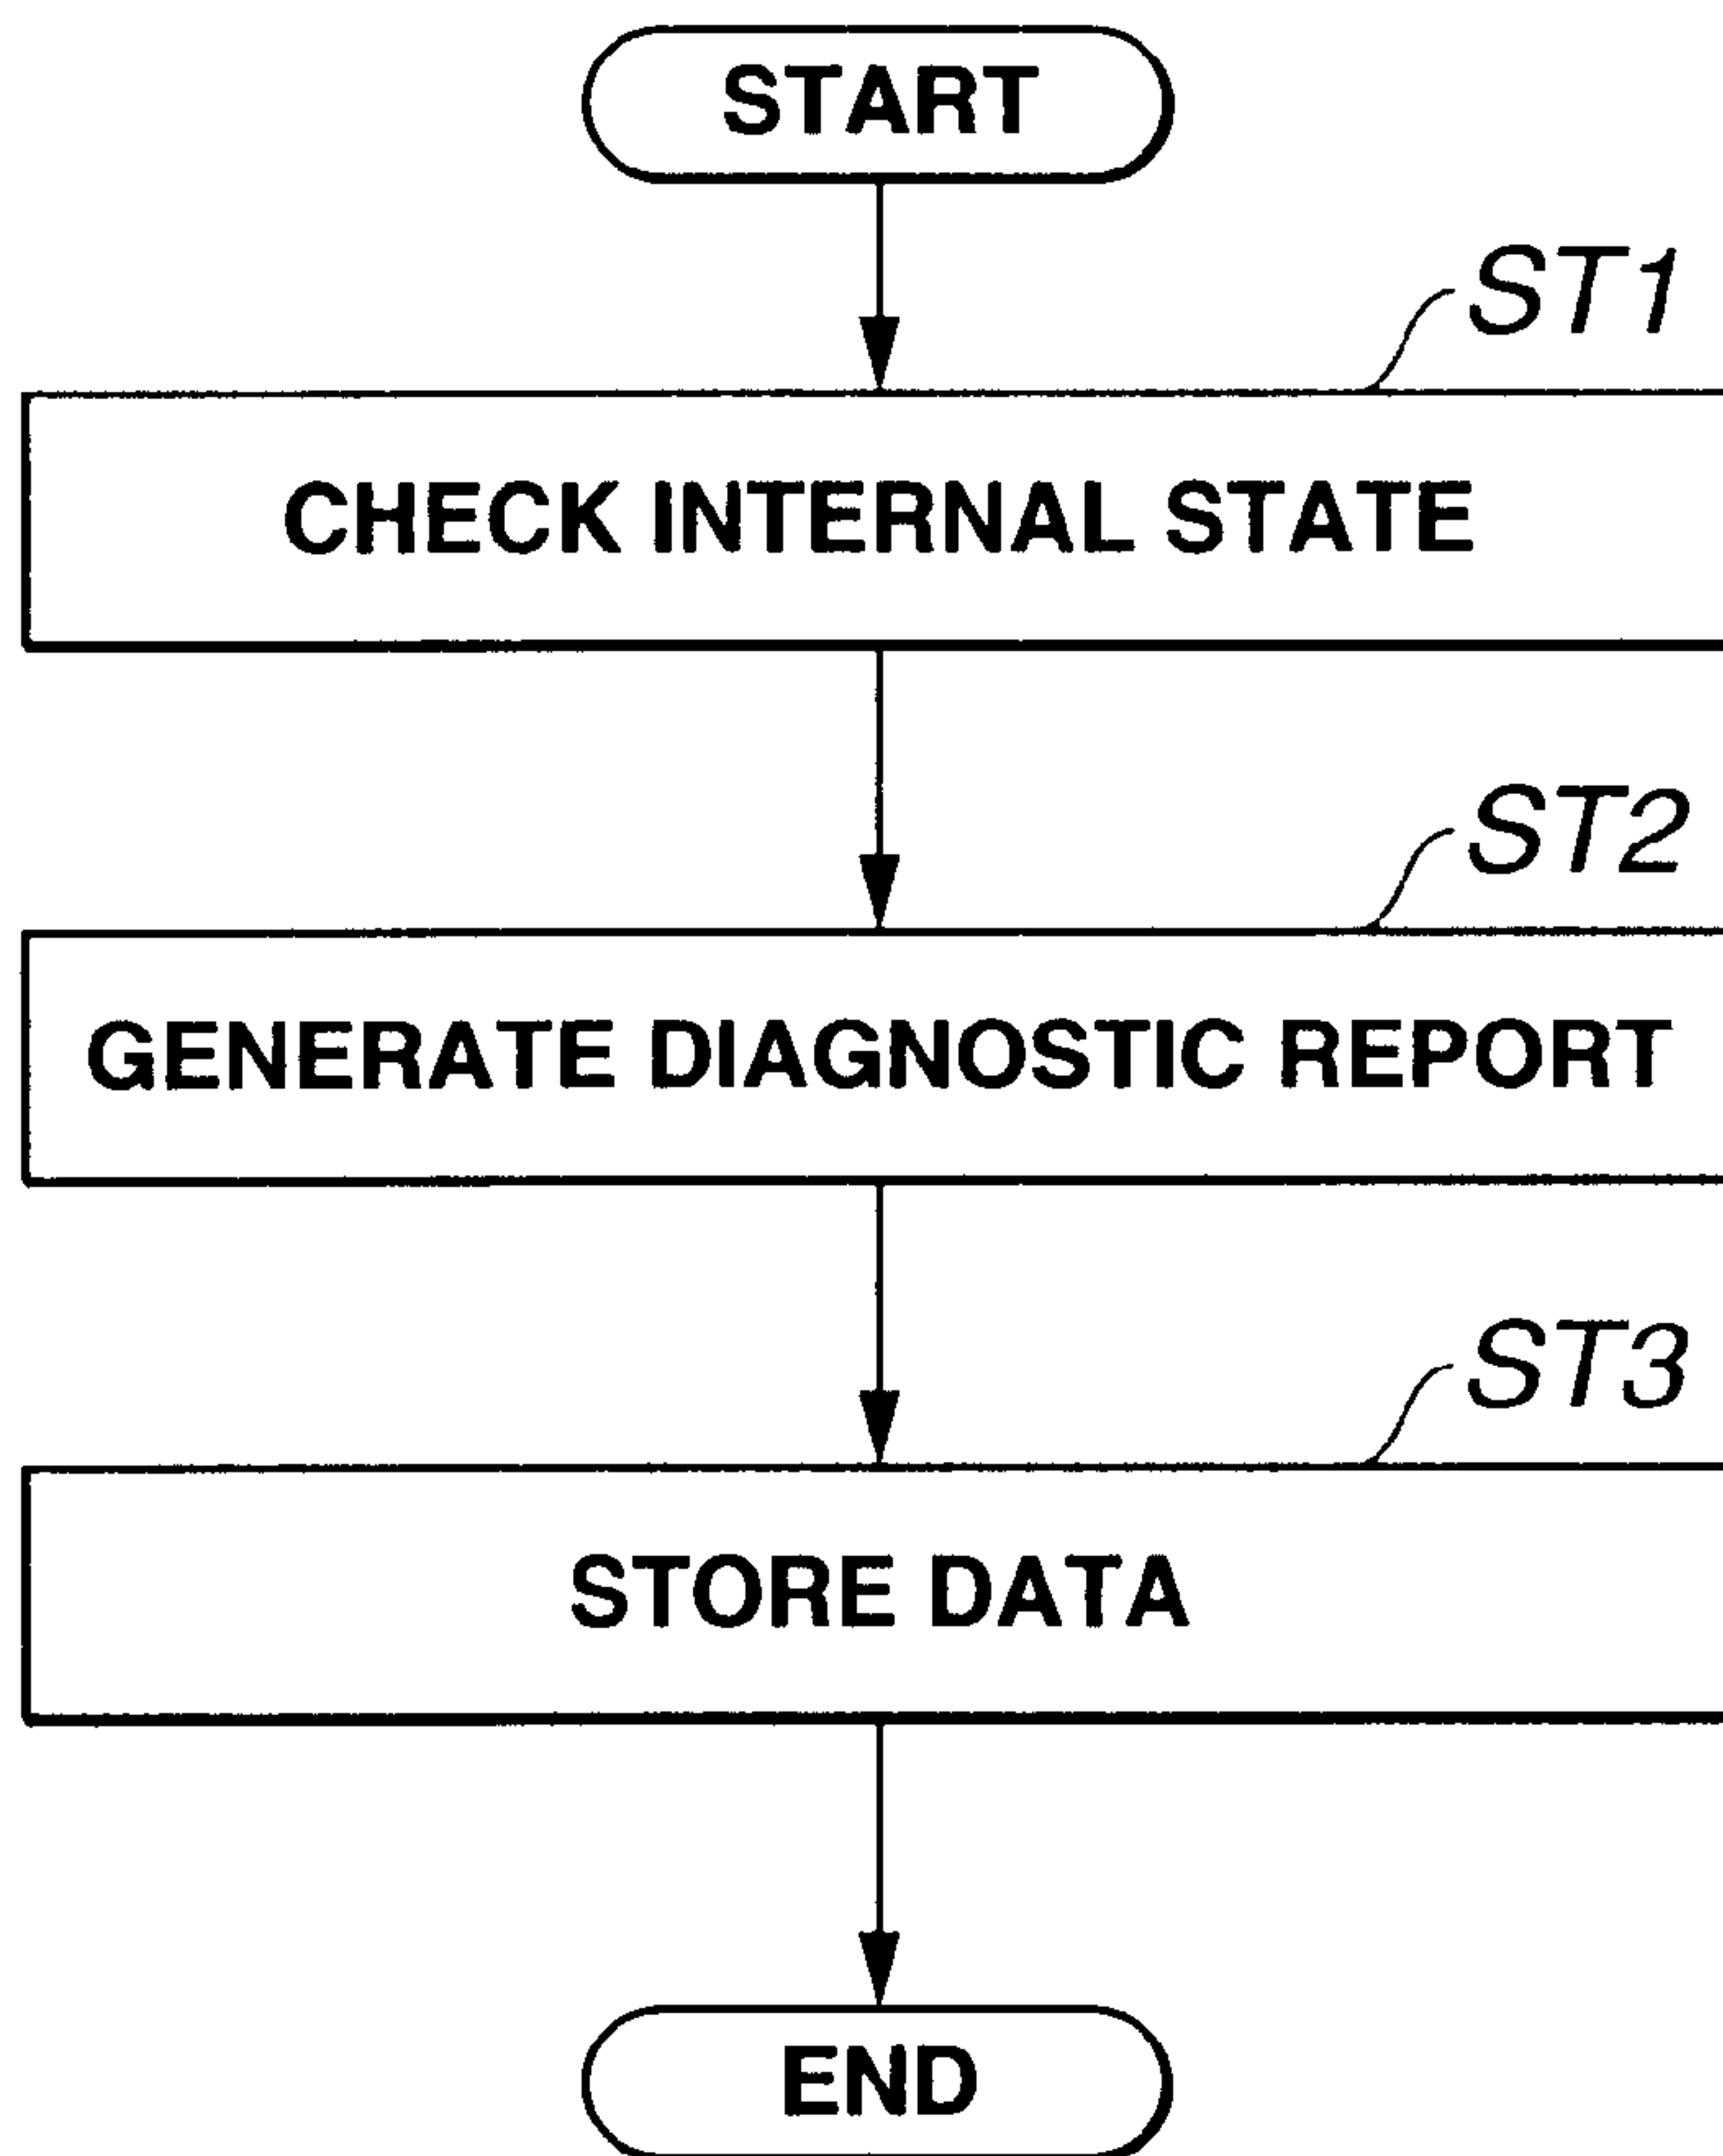 START
ST1
CHECK INTERNAL STATE
ST2
GENERATE DIAGNOSTIC REPORT
ST3
STORE DATA
END